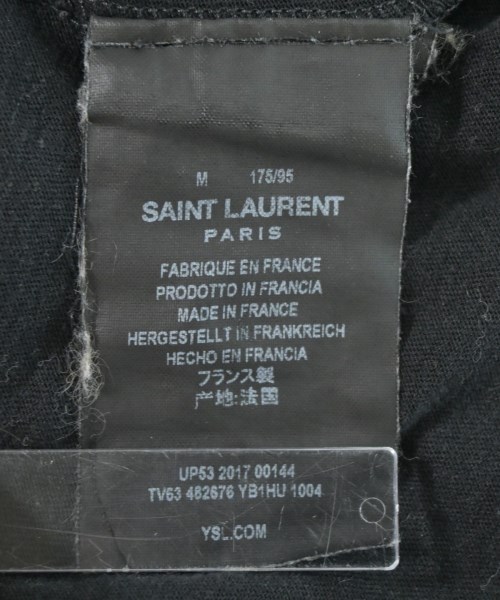 M 175/95
SAINT LAURENT
PARIS
FABRIQUE EN FRANCE
PRODOTTO IN FRANCIA
MADE IN FRANCE
HERGESTELLT IN FRANKREICH
HECHO EN FRANCIA
フランス製
产地:法国
UP53 2017 00144
TV63 482676 YB1HU 1004
YSL.COM